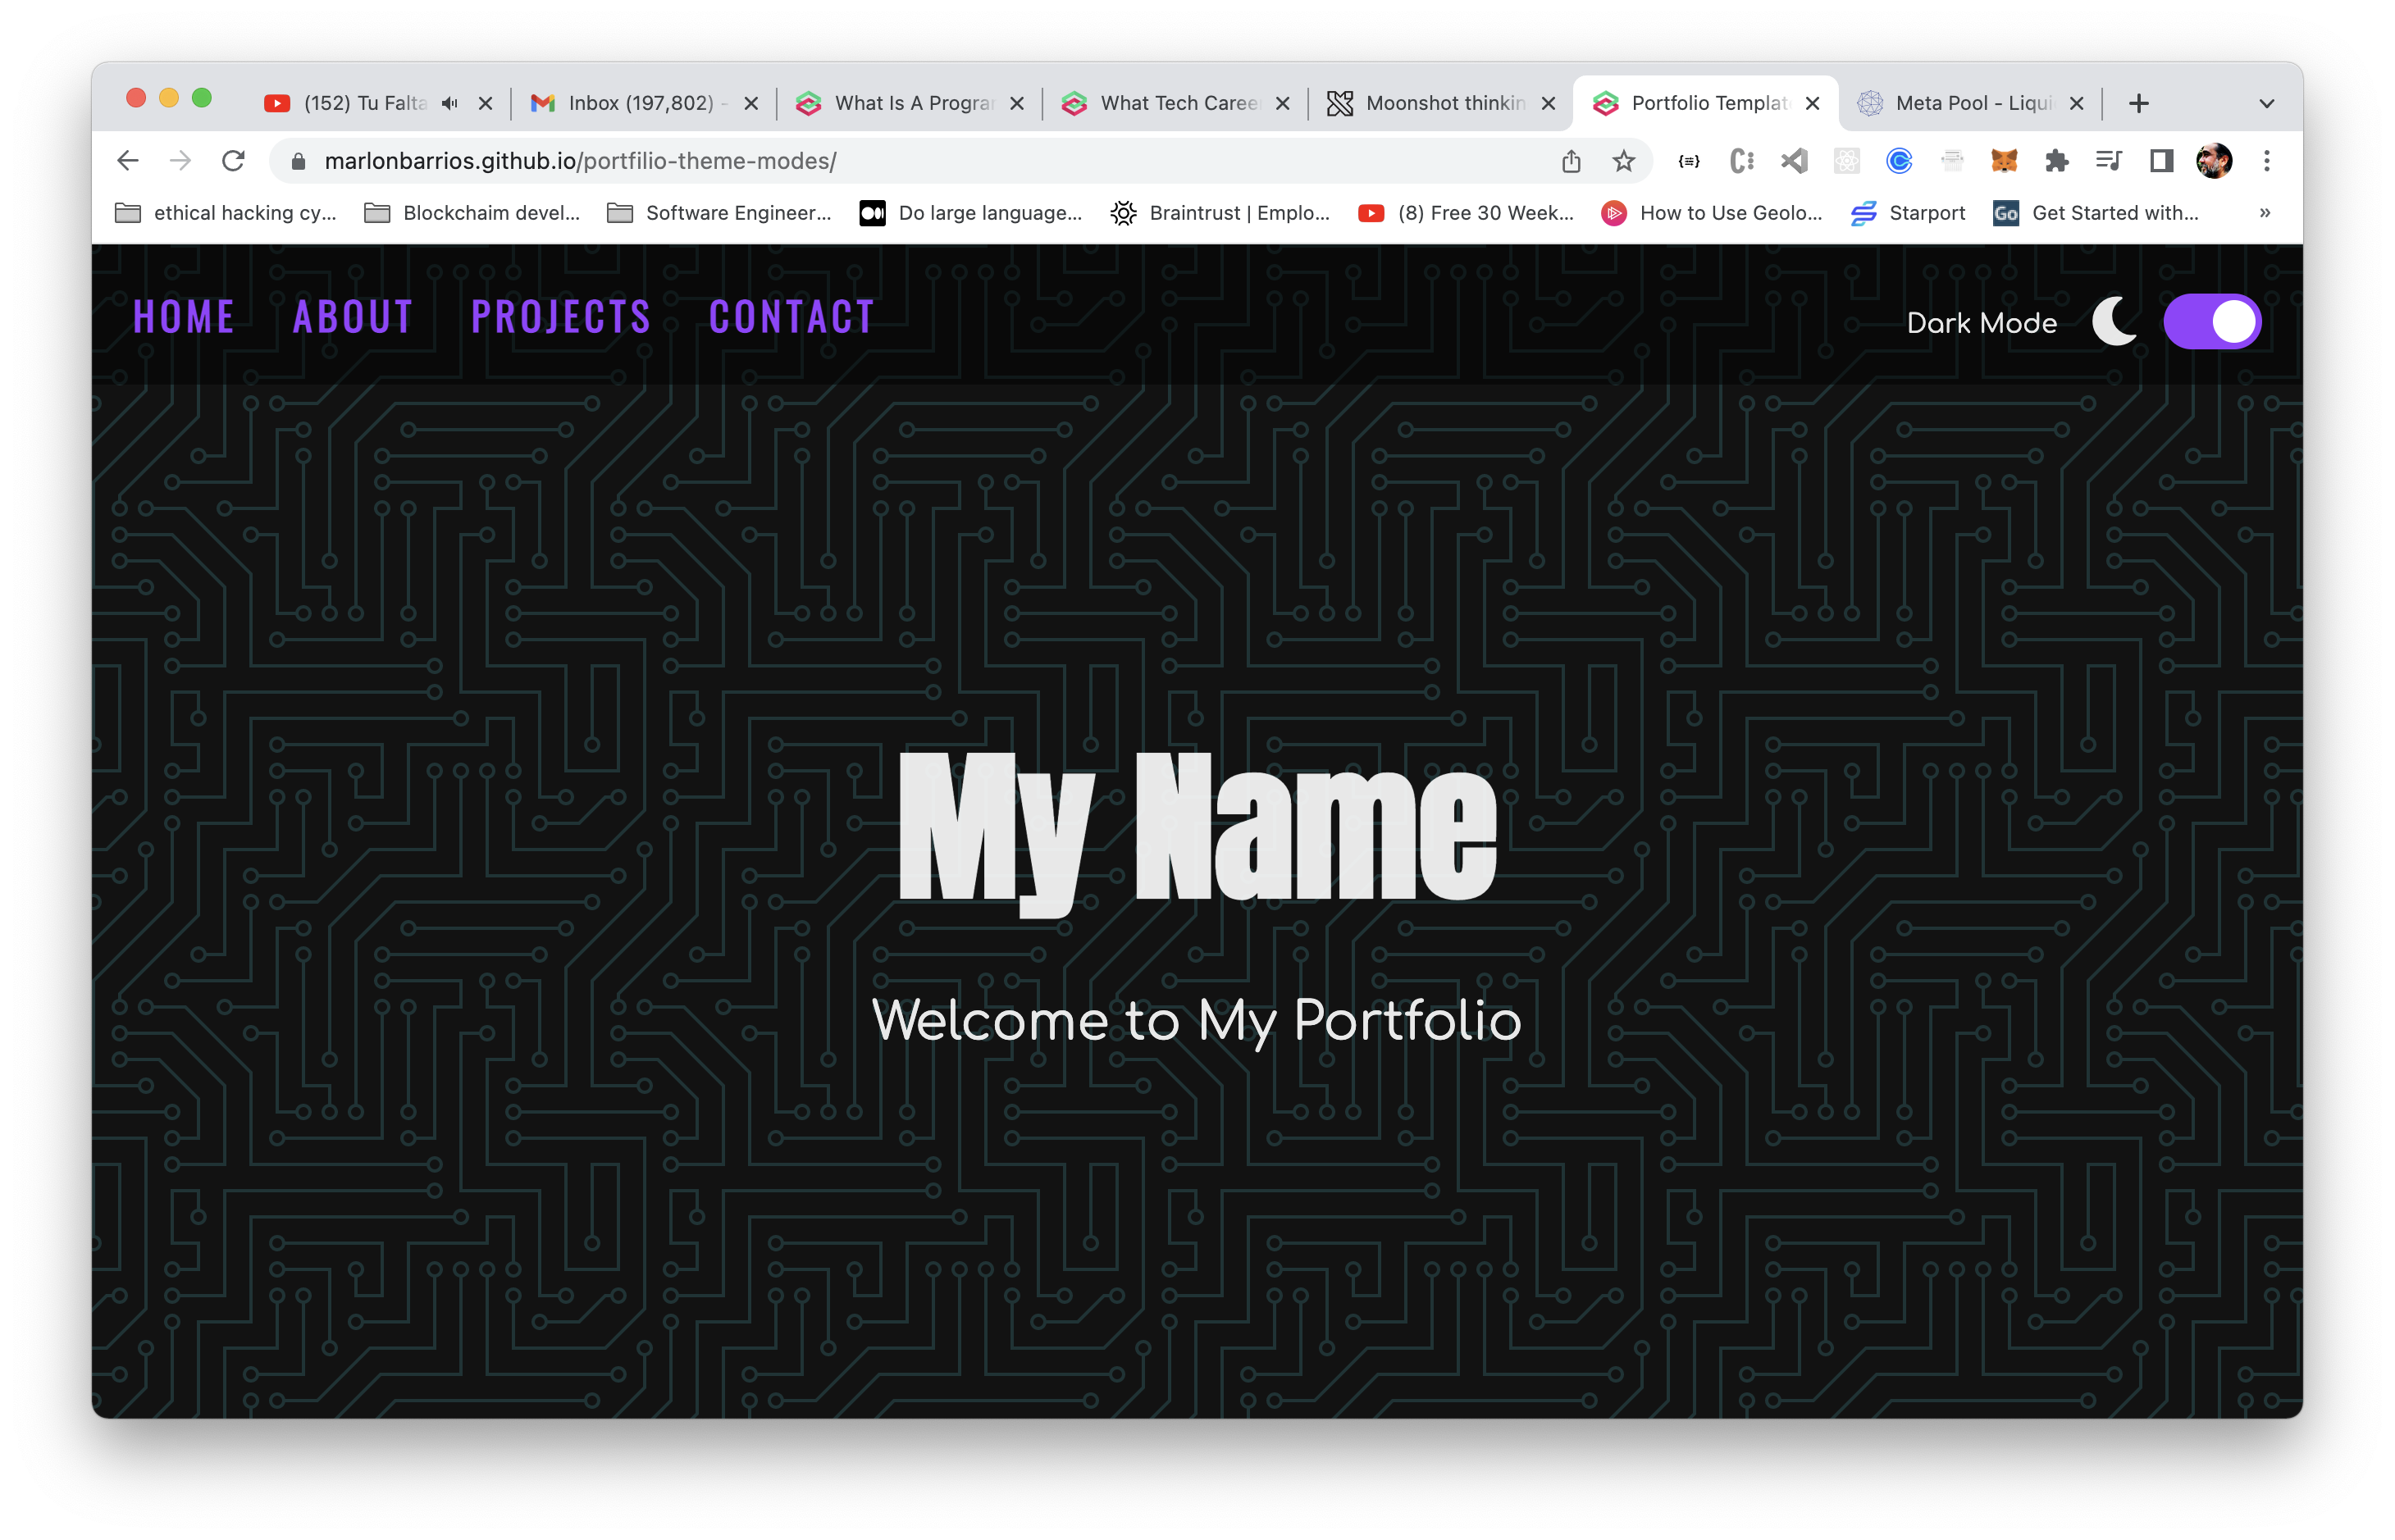 (152) Tu Falta Inbox (197,802) - What Is A Program What Tech Career Moonshot thinkin Portfolio Templat Meta Pool - Liqui
marlonbarrios.github.io/portfilio-theme-modes/
ethical hacking cy... Blockchaim devel... Software Engineer... Do large language... Braintrust | Emplo... (8) Free 30 Week... How to Use Geolo... Starport Go Get Started with... »
HOME ABOUT PROJECTS CONTACT Dark Mode
My Name
Welcome to My Portfolio